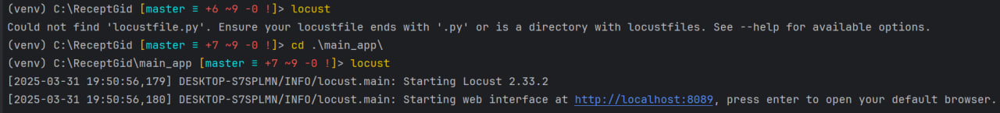 (venv) C:\ReceptGid [master ≡ +6 ~9 -0 !]> locust
Could not find 'locustfile.py'. Ensure your locustfile ends with '.py' or is a directory with locustfiles. See --help for available options.
(venv) C:\ReceptGid [master ≡ +7 ~9 -0 !]> cd .\main_app\
(venv) C:\ReceptGid\main_app [master ≡ +7 ~9 -0 !]> locust
[2025-03-31 19:50:56,179] DESKTOP-S7SPLMN/INFO/locust.main: Starting Locust 2.33.2
[2025-03-31 19:50:56,180] DESKTOP-S7SPLMN/INFO/locust.main: Starting web interface at http://localhost:8089, press enter to open your default browser.